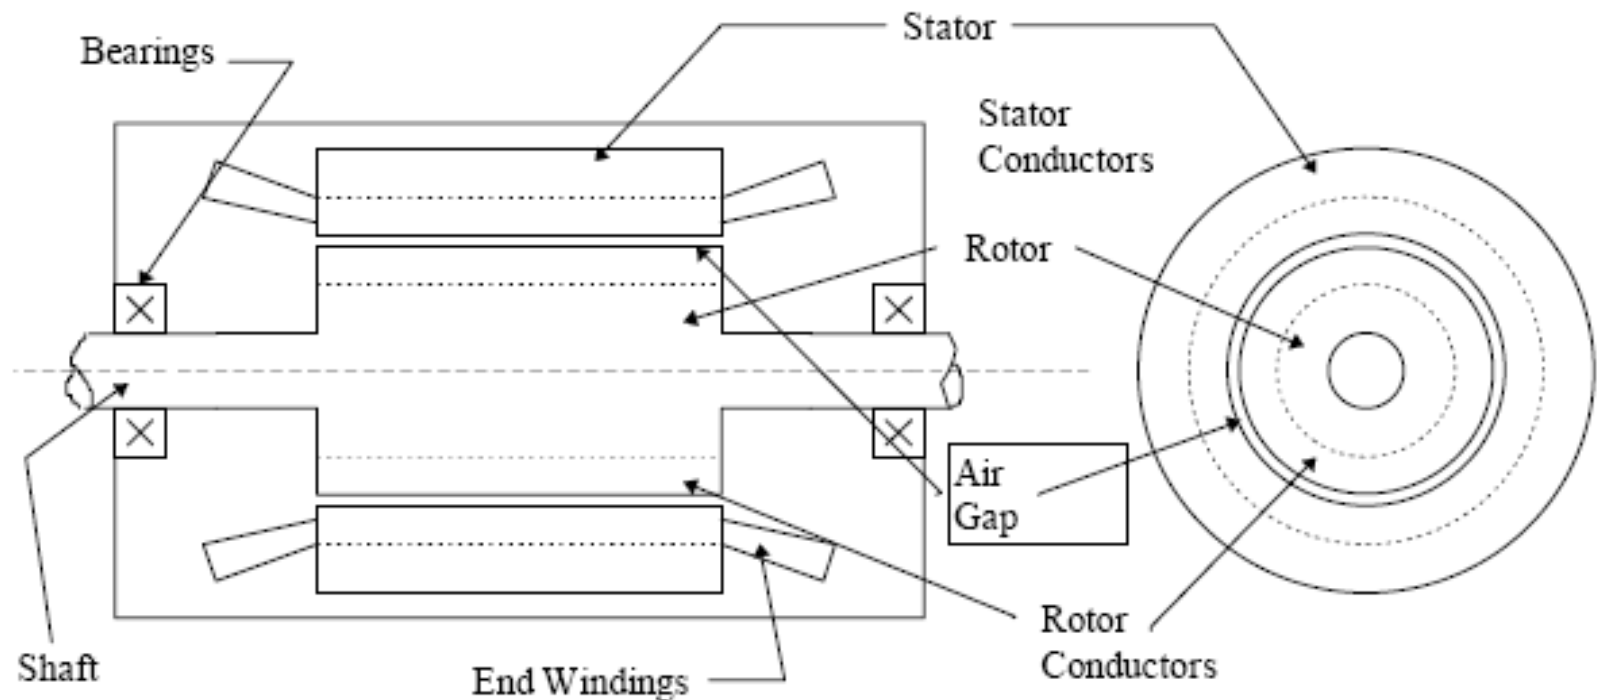 Stator
Bearings
Stator
Conductors
Rotor
Air
Gap
Rotor
Conductors
Shaft
End Windings